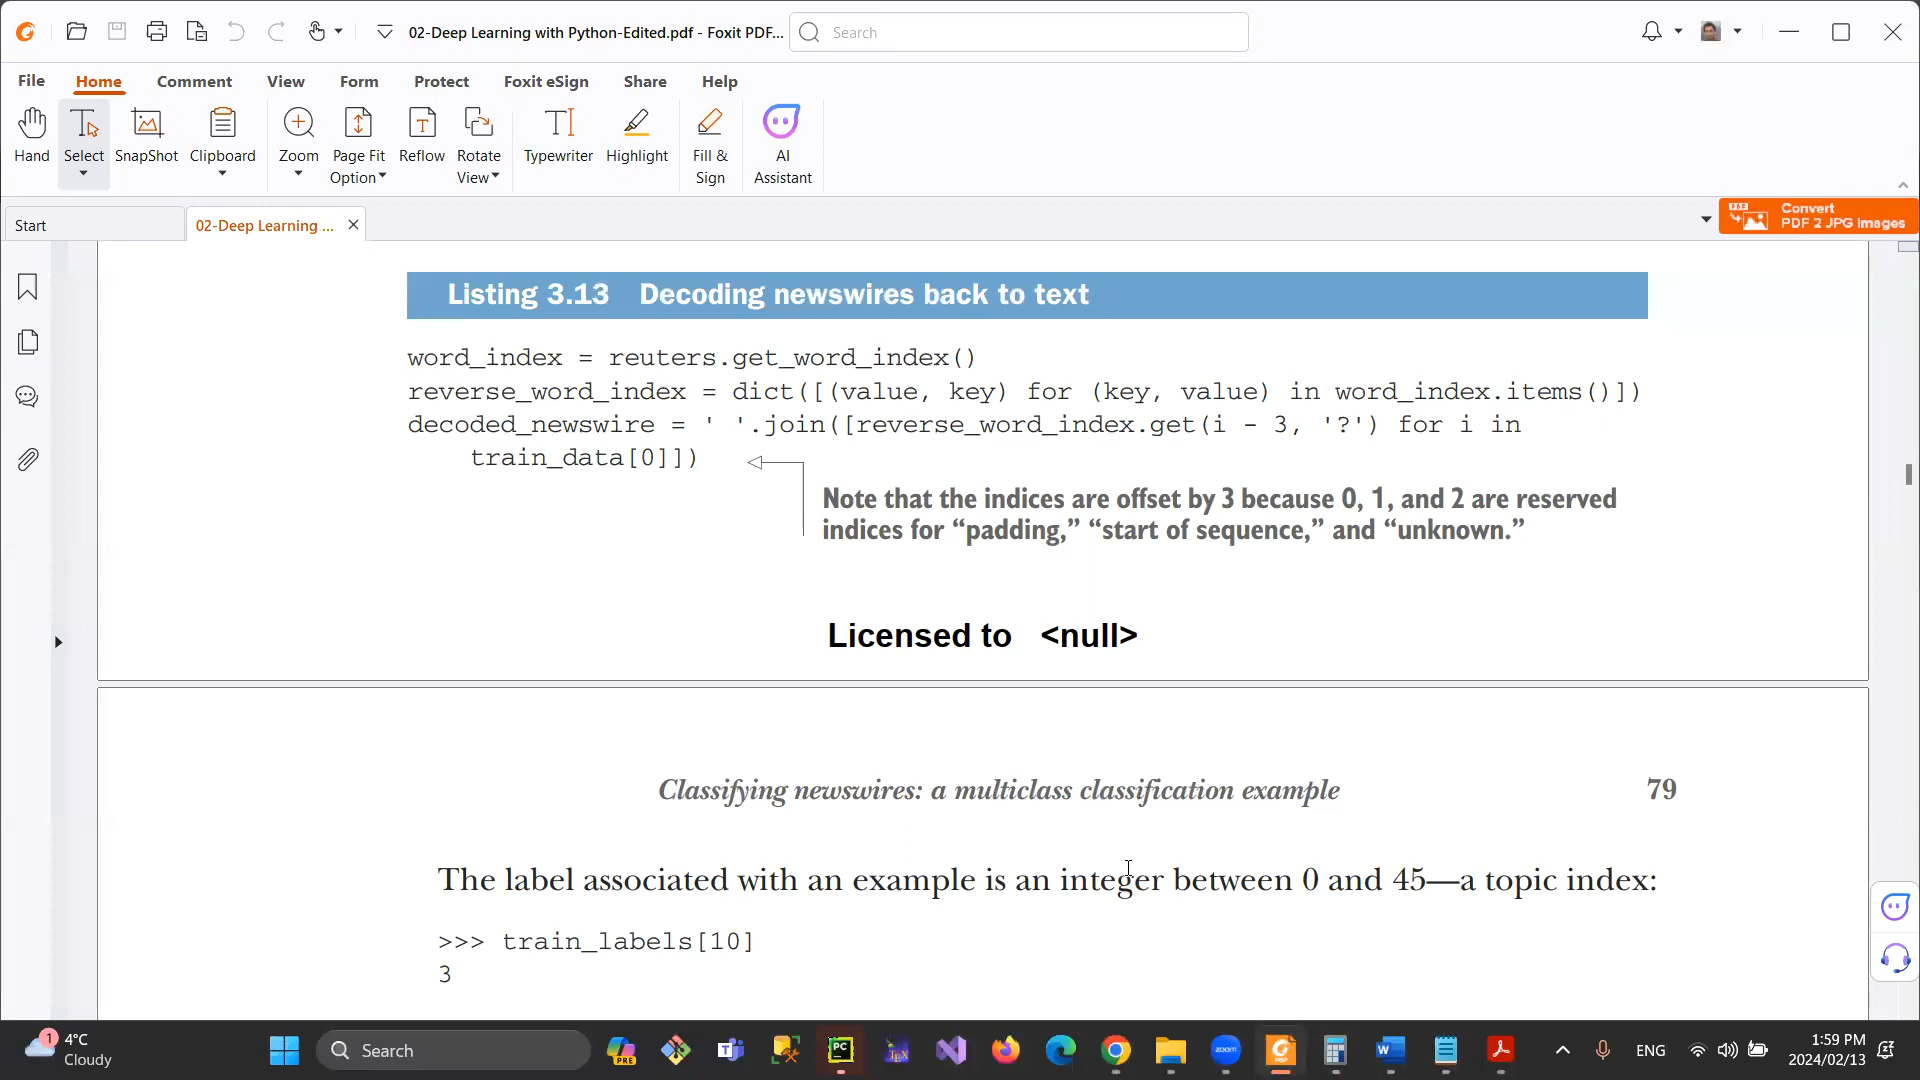 02-Deep Learning with Python-Edited.pdf - Foxit PDF...
Search
File
Home
Comment
View
Form
Protect
Foxit eSign
Share
Help
Hand
Select
SnapShot
Clipboard
Zoom
Page Fit
Option
Reflow
Rotate
View
Typewriter
Highlight
Fill &
Sign
AI
Assistant
Start
02-Deep Learning ...
Convert
PDF 2 JPG Images
Listing 3.13 Decoding newswires back to text
word_index = reuters.get_word_index()
reverse_word_index = dict([(value, key) for (key, value) in word_index.items()])
decoded_newswire = ' '.join([reverse_word_index.get(i - 3, '?') for i in
train_data[0]])
Note that the indices are offset by 3 because 0, 1, and 2 are reserved
indices for “padding,” “start of sequence,” and “unknown.”
Licensed to <null>
Classifying newswires: a multiclass classification example 79
The label associated with an example is an integer between 0 and 45—a topic index:
>>> train_labels[10]
3
1
4°C
Cloudy
Search
PRE
PC
TEX
zoom
W
ENG
1:59 PM
2024/02/13